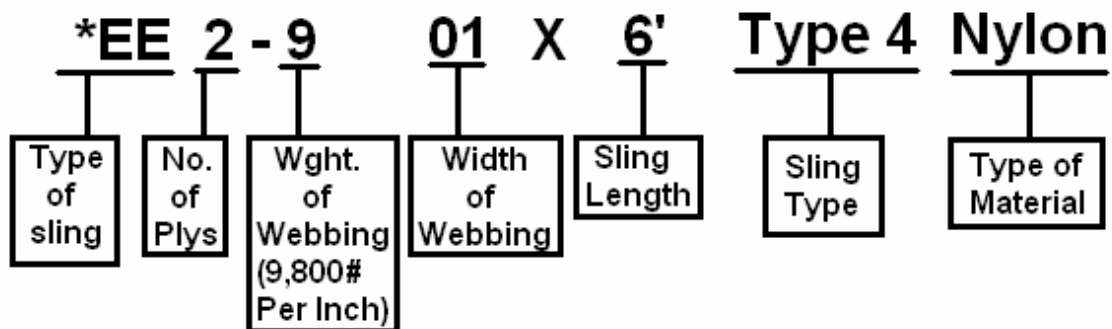 *EE 2 - 9 01 X 6' Type 4 Nylon
Type
of
sling
No.
of
Plys
Wght.
of
Webbing
(9,800#
Per Inch)
Width
of
Webbing
Sling
Length
Sling
Type
Type of
Material